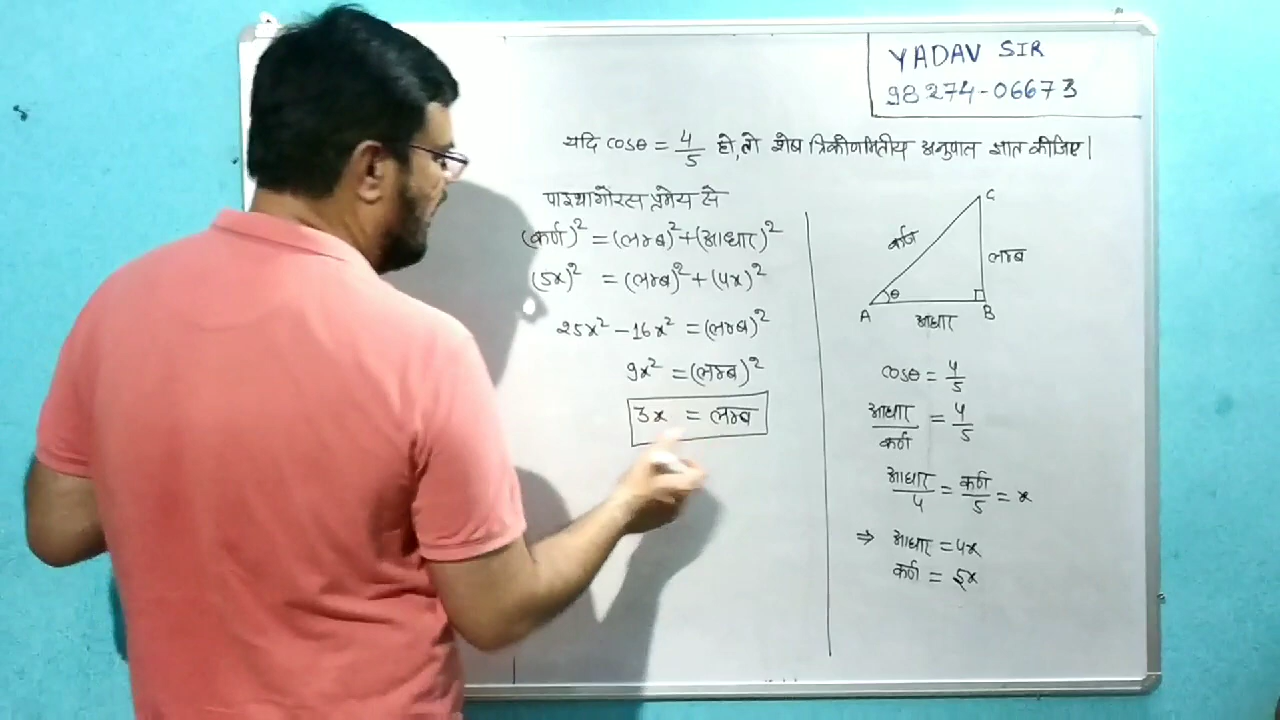 YADAV SIR
98274-06673
यदि cosθ = 4/5 हो, तो शेष त्रिकोणमितीय अनुपात ज्ञात कीजिए।
पाइथागोरस प्रमेय से
(कर्ण)² = (लम्ब)² + (आधार)²
(5x)² = (लम्ब)² + (4x)²
25x² - 16x² = (लम्ब)²
9x² = (लम्ब)²
3x = लम्ब
C
कर्ण
लम्ब
θ
A
B
आधार
cosθ = 4/5
आधार/कर्ण = 4/5
आधार/4 = कर्ण/5 = x
⇒ आधार = 4x
कर्ण = 5x